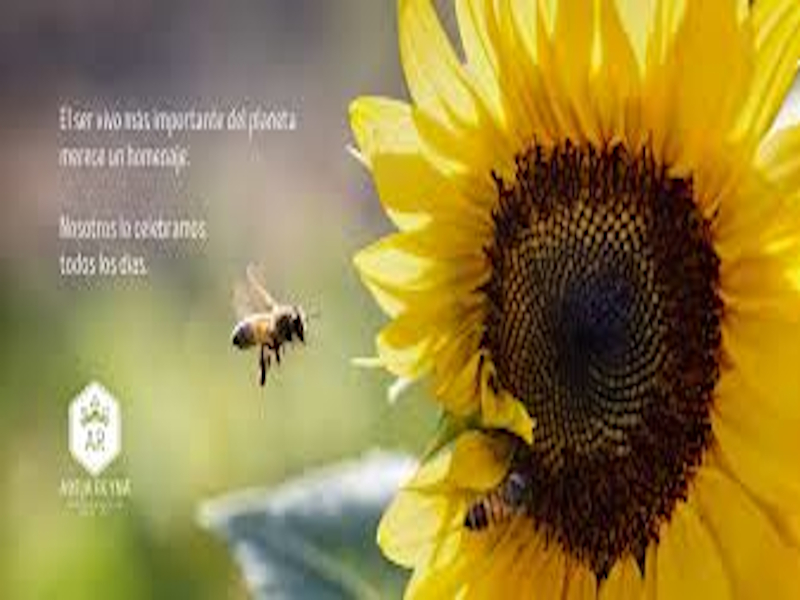 El ser vivo más importante del planeta
merece un homenaje.
Nosotros lo celebramos
todos los días.
AR
ABEJA REYNA